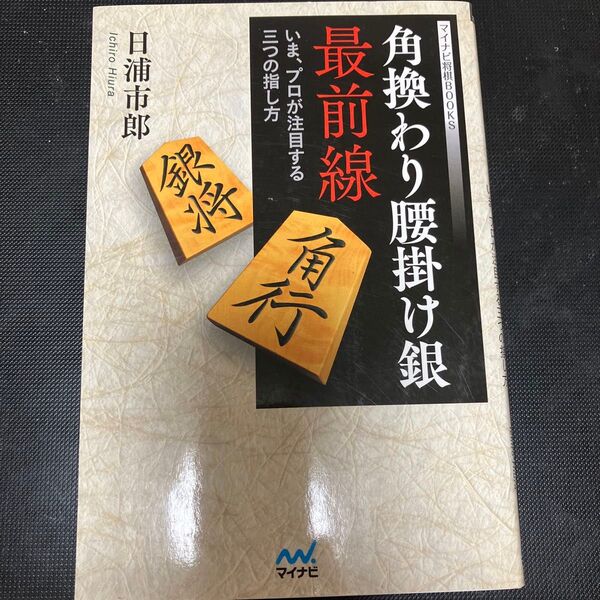 マイナビ将棋BOOKS
角換わり腰掛け銀
最前線
いま、プロが注目する
三つの指し方
日浦市郎
Ichiro Hiura
銀将
角行
マイナビ